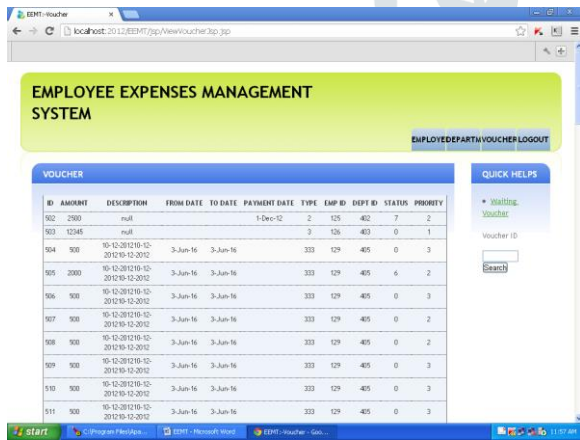 EEMT:-Voucher
localhost:2012/EEMT/jsp/ViewVoucherJsp.jsp
EMPLOYEE EXPENSES MANAGEMENT
SYSTEM
EMPLOYEDEPARTMVOUCHERLOGOUT
VOUCHER
ID AMOUNT DESCRIPTION FROM DATE TO DATE PAYMENT DATE TYPE EMP ID DEPT ID STATUS PRIORITY
502 2500 null 1-Dec-12 2 125 402 7 2
503 12345 null 3 126 403 0 1
504 500 10-12-201210-12-201210-12-2012 3-Jun-16 3-Jun-16 333 129 405 0 3
505 2000 10-12-201210-12-201210-12-2012 3-Jun-16 3-Jun-16 333 129 405 6 2
506 500 10-12-201210-12-201210-12-2012 3-Jun-16 3-Jun-16 333 129 405 0 3
507 500 10-12-201210-12-201210-12-2012 3-Jun-16 3-Jun-16 333 129 405 0 2
508 500 10-12-201210-12-201210-12-2012 3-Jun-16 3-Jun-16 333 129 405 0 2
509 500 10-12-201210-12-201210-12-2012 3-Jun-16 3-Jun-16 333 129 405 0 3
510 500 10-12-201210-12-201210-12-2012 3-Jun-16 3-Jun-16 333 129 405 0 3
511 500 10-12-201210-12-201210-12-2012 3-Jun-16 3-Jun-16 333 129 405 0 3
QUICK HELPS
Waiting
Voucher
Voucher ID
Search
start
C:\Program Files\Apa...
EEMT - Microsoft Word
EEMT:-Voucher - Goo...
11:57 AM